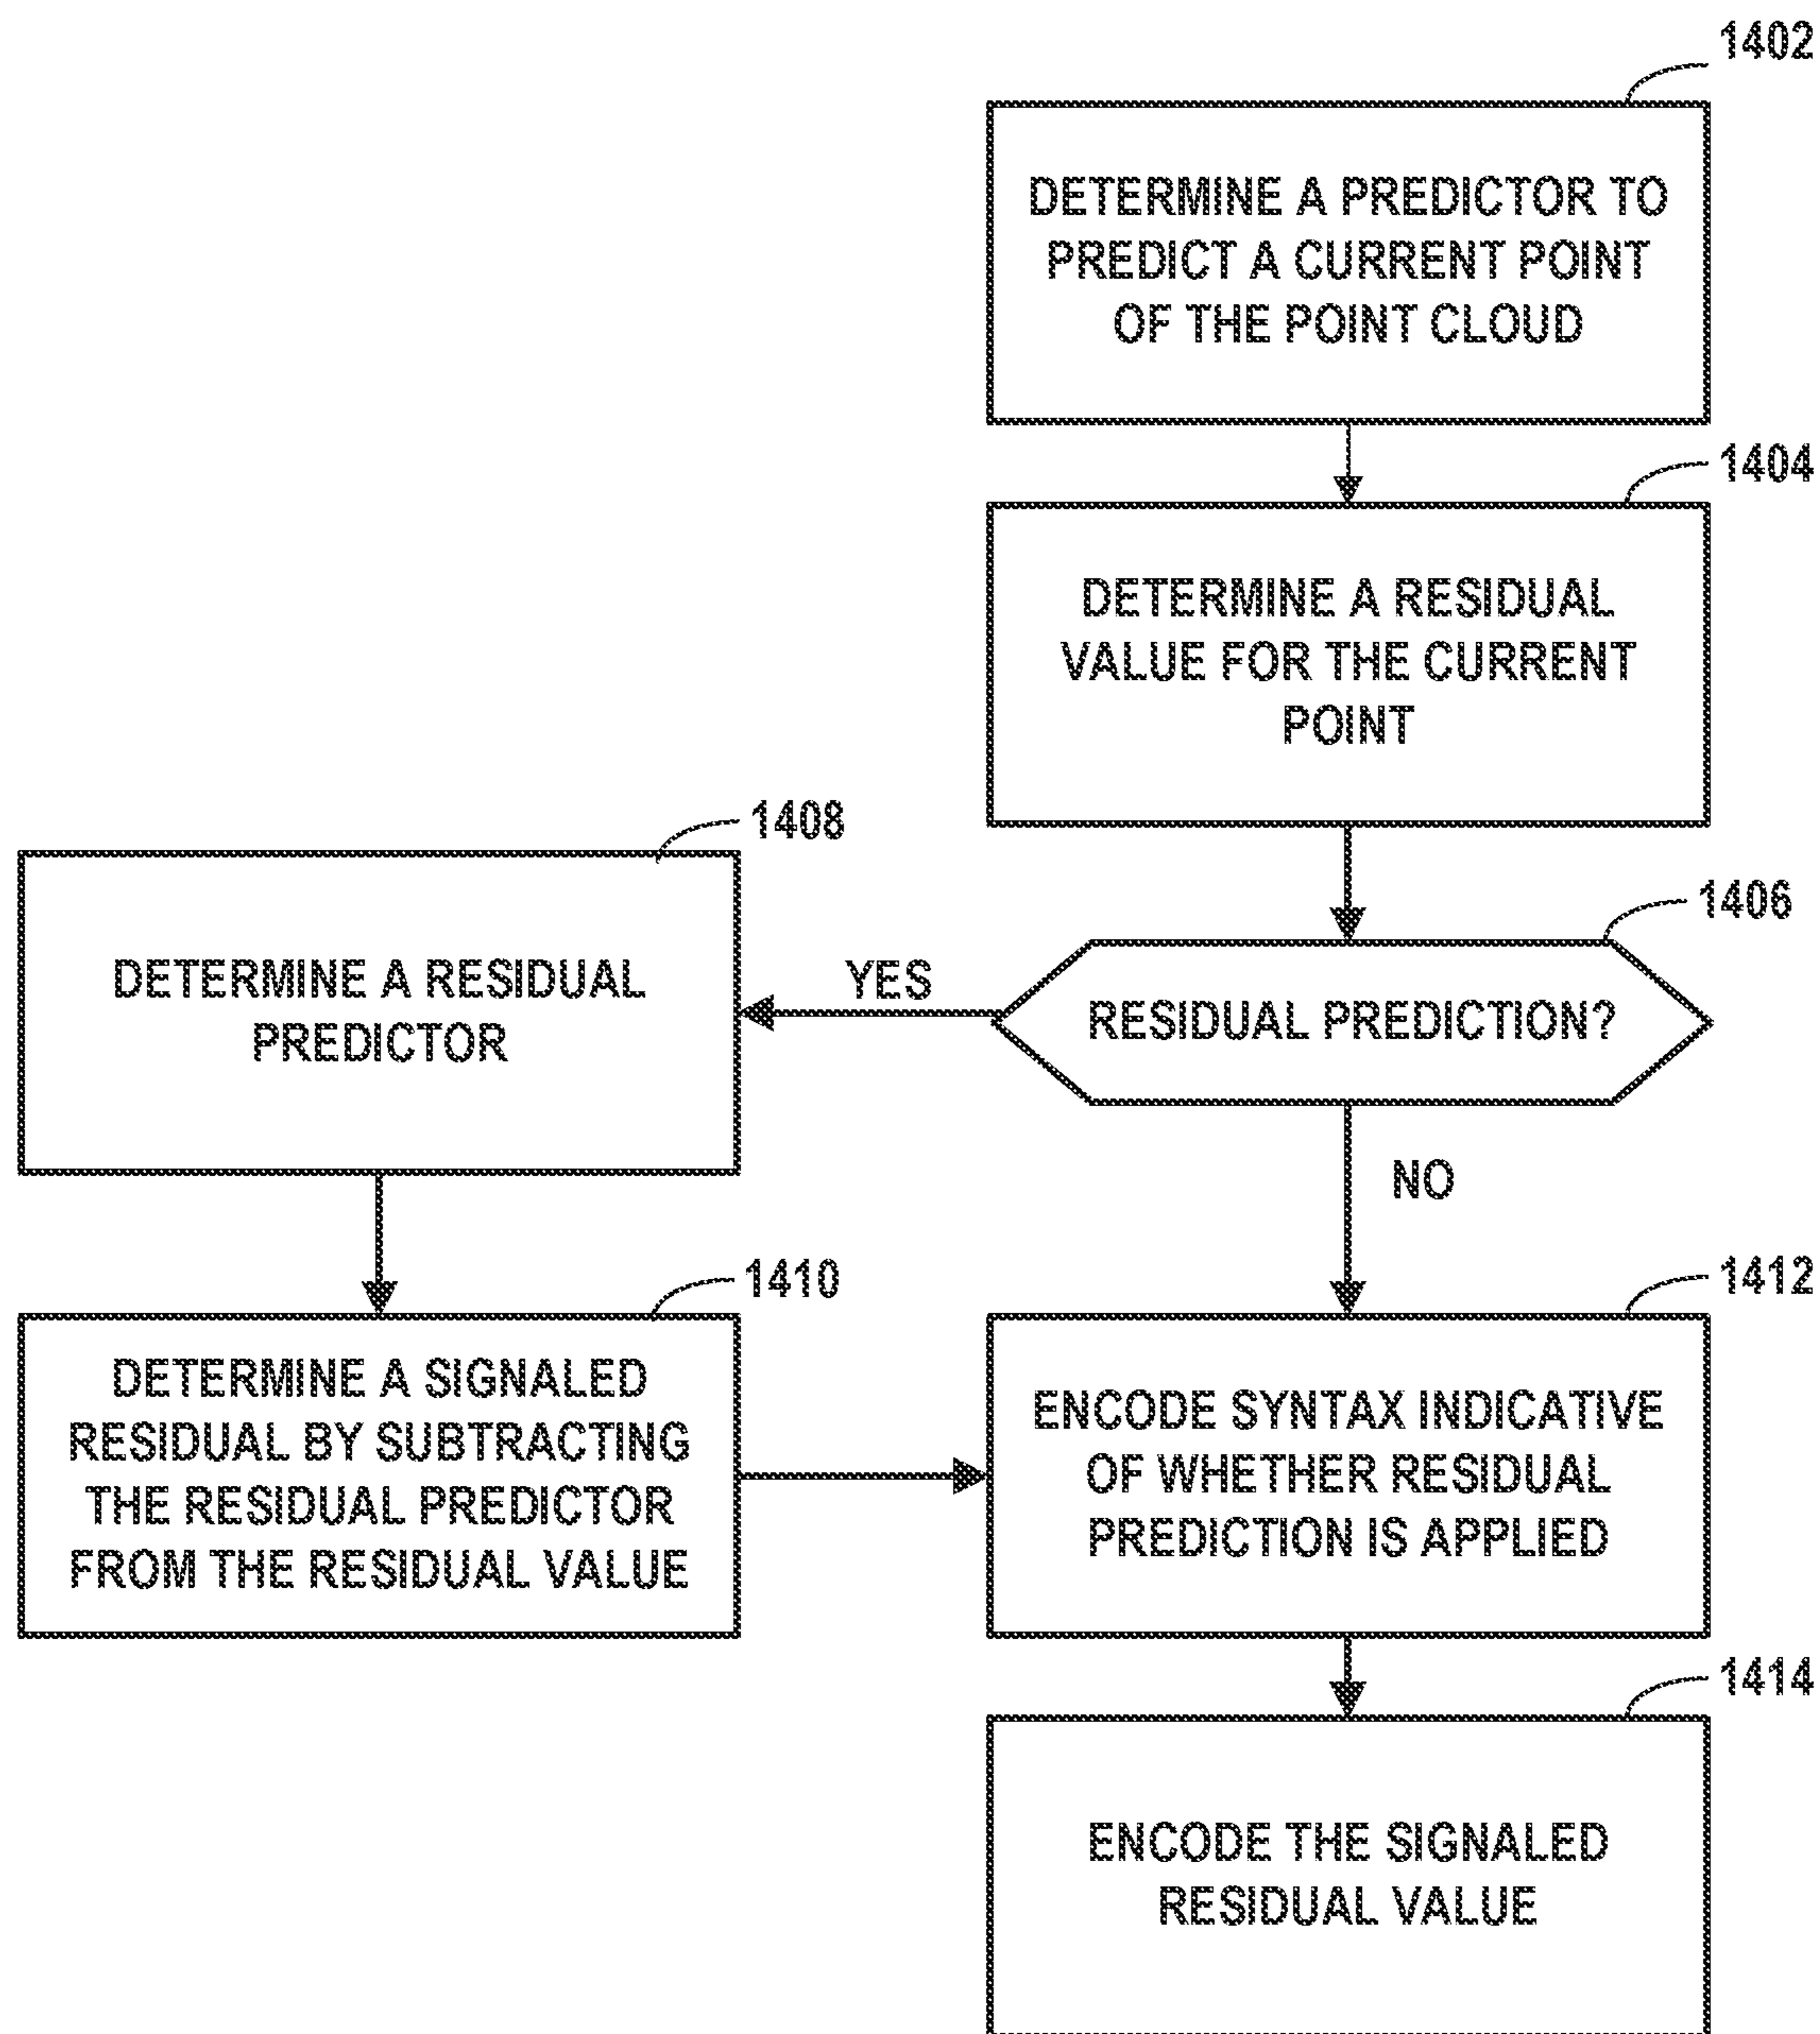 1402
DETERMINE A PREDICTOR TO
PREDICT A CURRENT POINT
OF THE POINT CLOUD
1404
DETERMINE A RESIDUAL
VALUE FOR THE CURRENT
POINT
1406
RESIDUAL PREDICTION?
YES
1408
DETERMINE A RESIDUAL
PREDICTOR
NO
1410
DETERMINE A SIGNALED
RESIDUAL BY SUBTRACTING
THE RESIDUAL PREDICTOR
FROM THE RESIDUAL VALUE
1412
ENCODE SYNTAX INDICATIVE
OF WHETHER RESIDUAL
PREDICTION IS APPLIED
1414
ENCODE THE SIGNALED
RESIDUAL VALUE